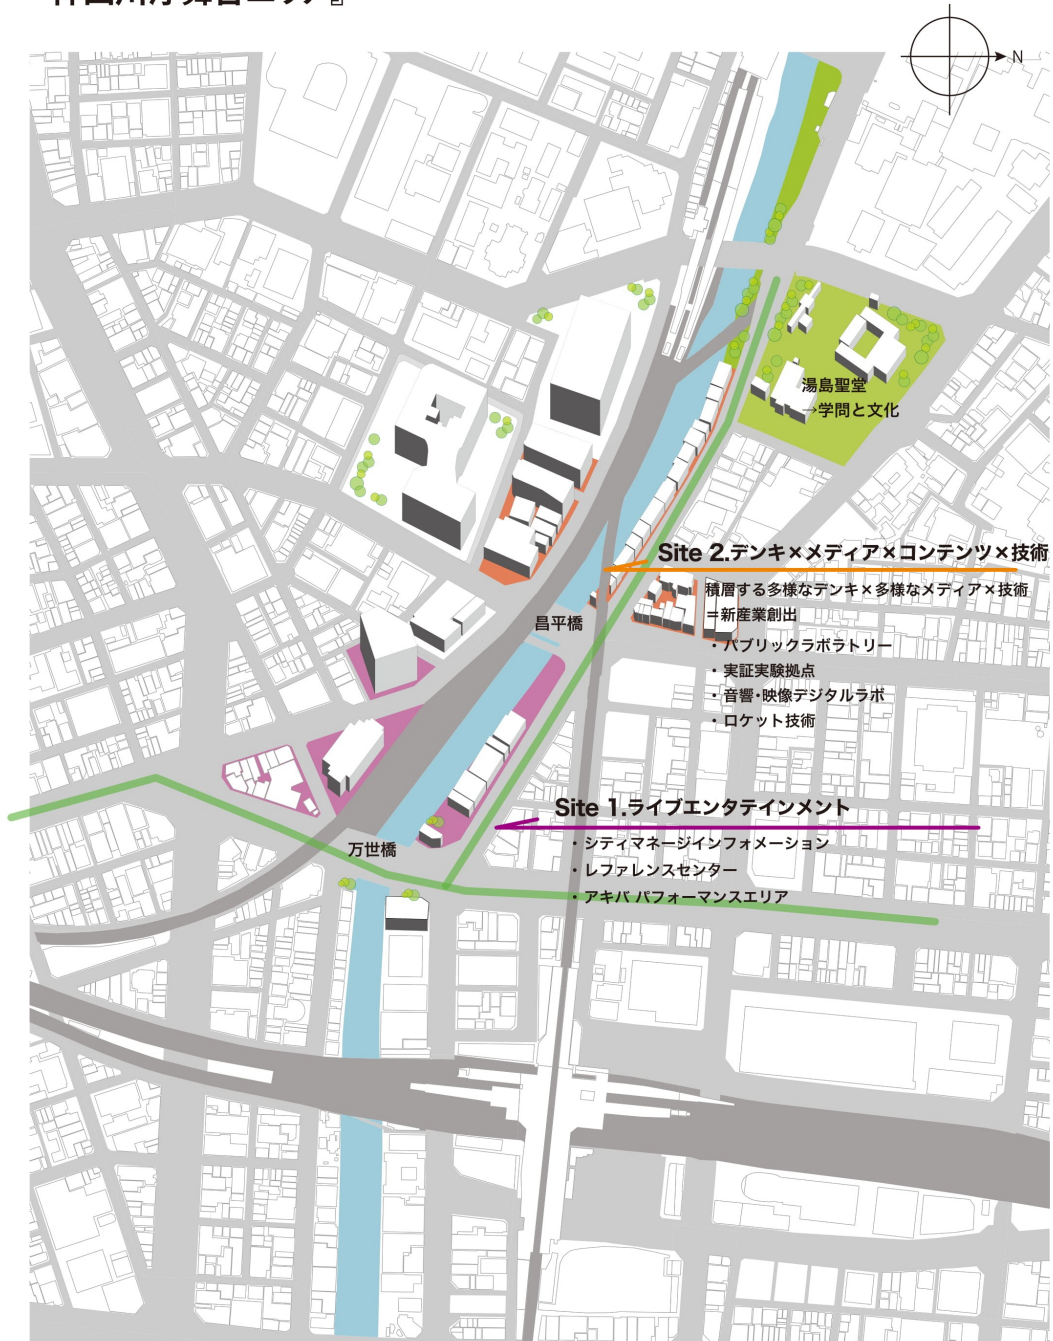 N
湯島聖堂
→学問と文化
Site 2.デンキ×メディア×コンテンツ×技術
積層する多様なデンキ×多様なメディア×技術
＝新産業創出
・パブリックラボラトリー
・実証実験拠点
・音響・映像デジタルラボ
・ロケット技術
昌平橋
Site 1.ライブエンタテインメント
・シティマネージインフォメーション
・レファレンスセンター
・アキバ パフォーマンスエリア
万世橋